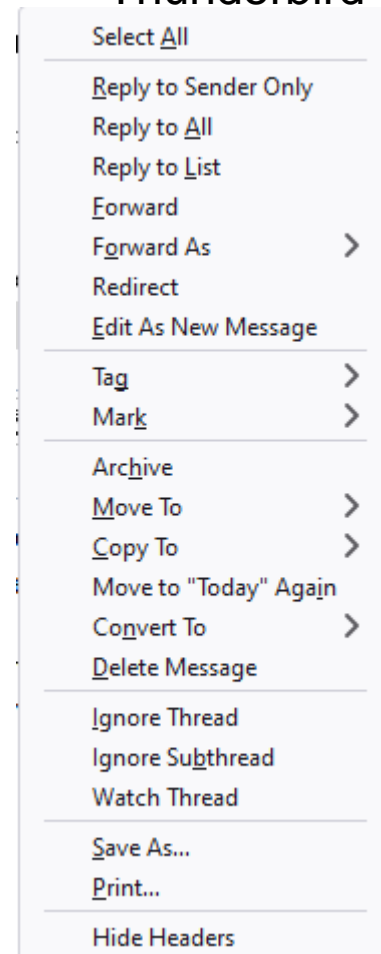 Thunderbird
Select All
Reply to Sender Only
Reply to All
Reply to List
Forward
Forward As
Redirect
Edit As New Message
Tag
Mark
Archive
Move To
Copy To
Move to "Today" Again
Convert To
Delete Message
Ignore Thread
Ignore Subthread
Watch Thread
Save As...
Print...
Hide Headers